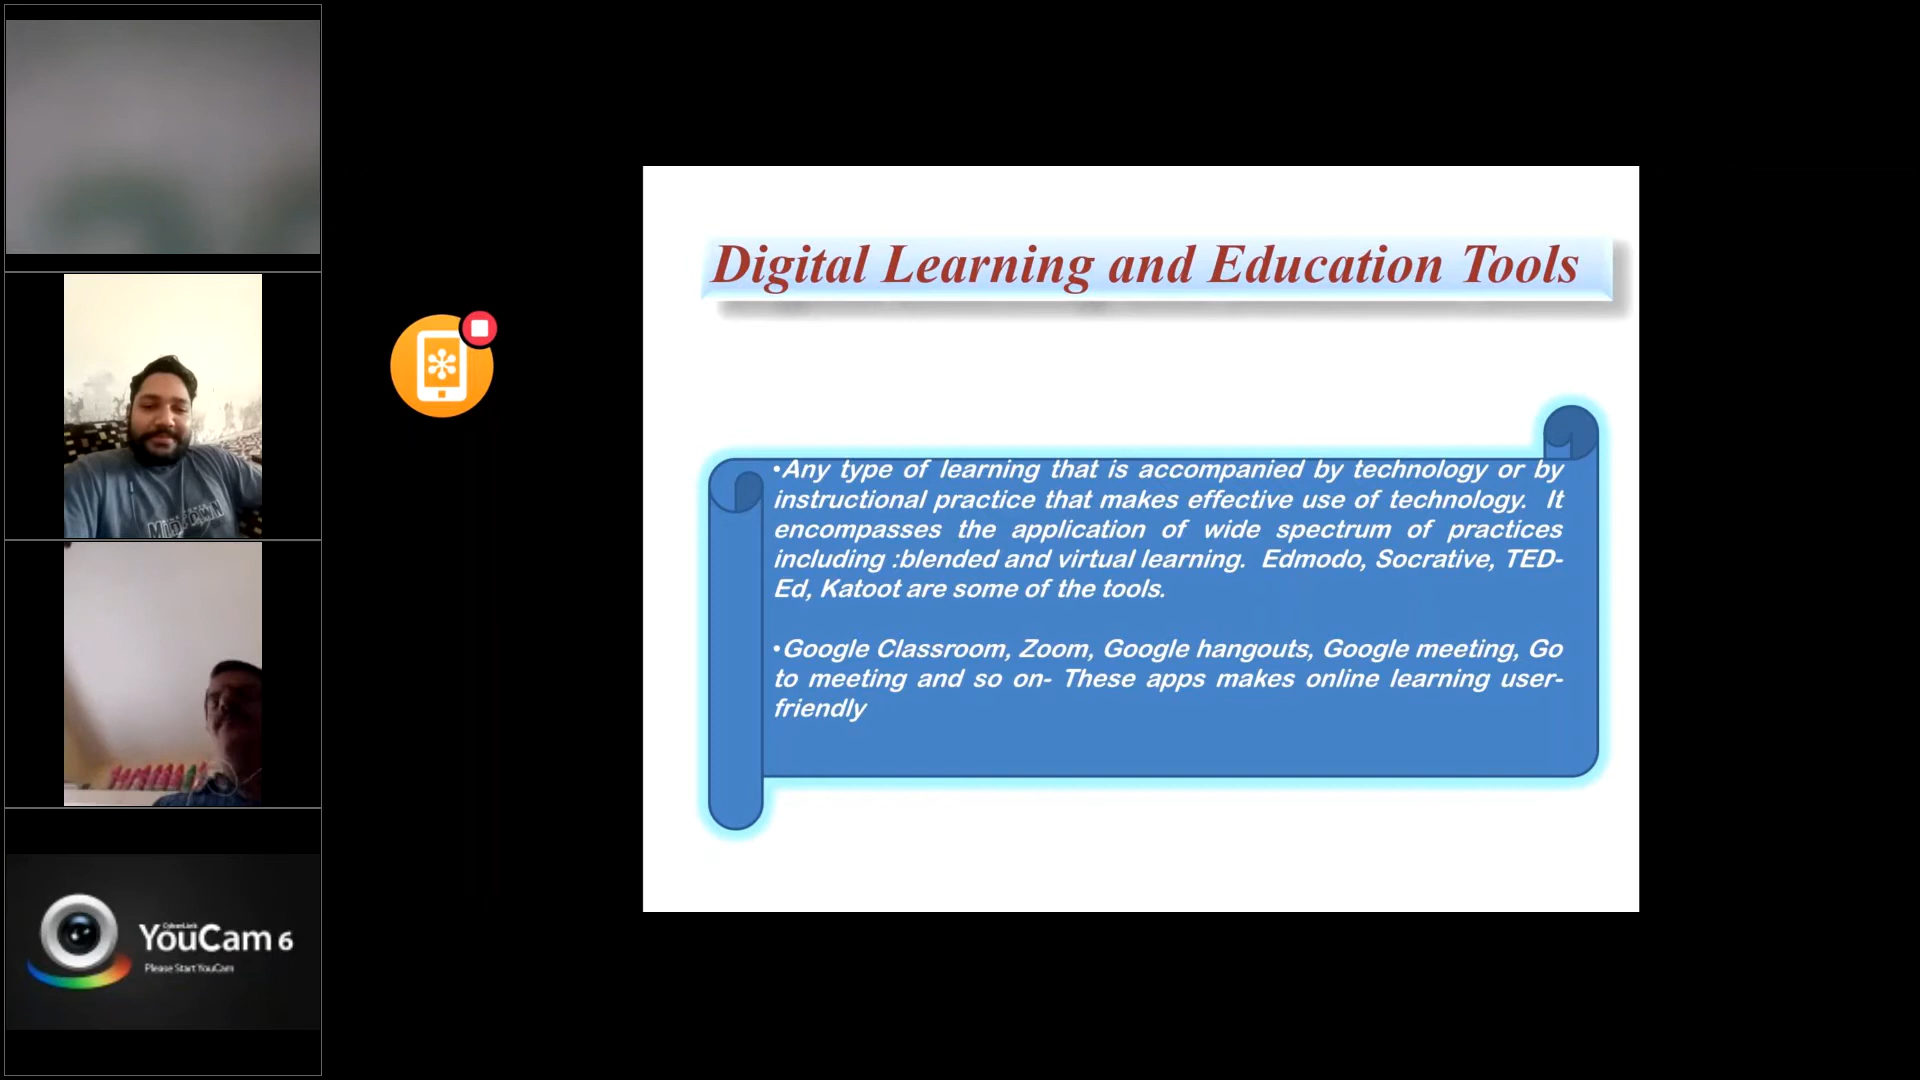 Digital Learning and Education Tools
•Any type of learning that is accompanied by technology or by
instructional practice that makes effective use of technology. It
encompasses the application of wide spectrum of practices
including :blended and virtual learning. Edmodo, Socrative, TED-
Ed, Katoot are some of the tools.
•Google Classroom, Zoom, Google hangouts, Google meeting, Go
to meeting and so on- These apps makes online learning user-
friendly
MIDTOWN
CyberLink
YouCam 6
Please Start YouCam